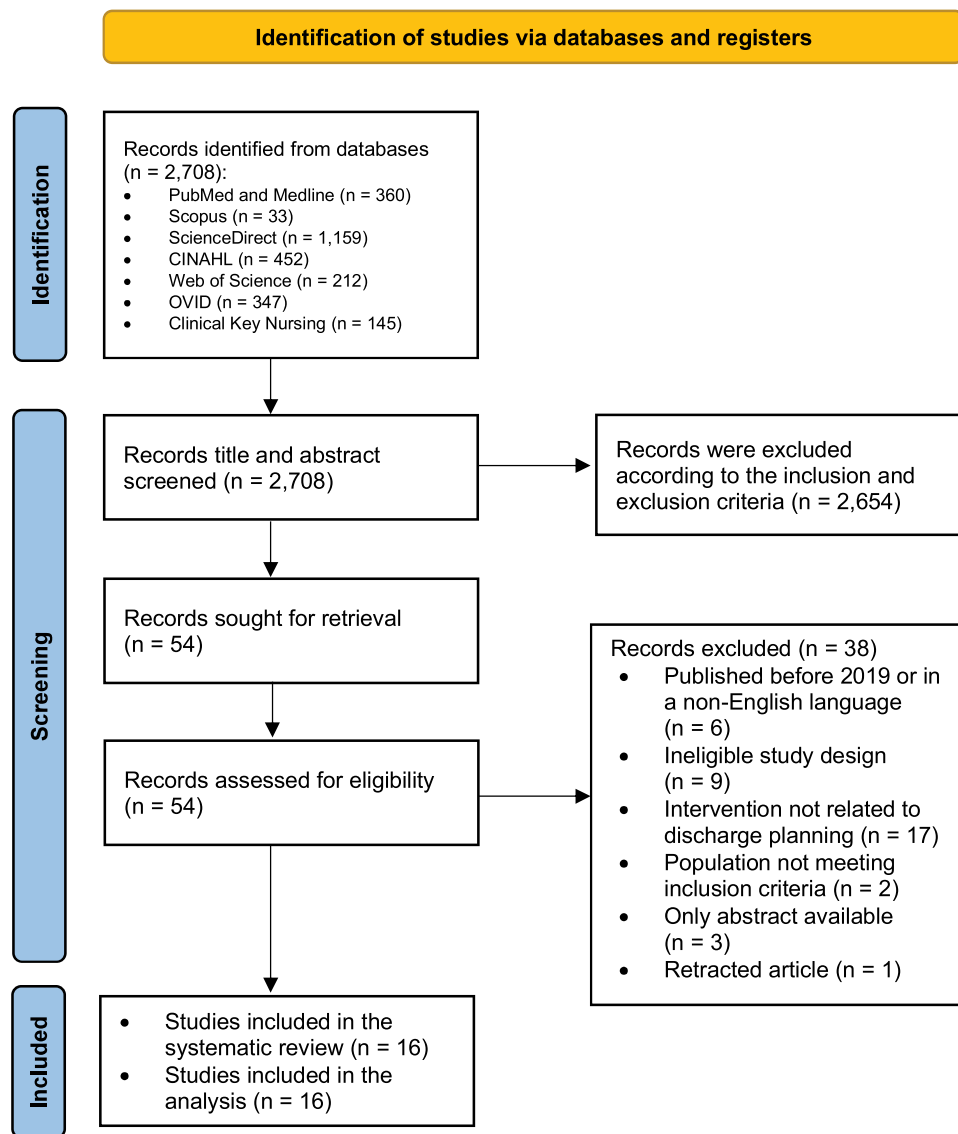 Identification of studies via databases and registers
Identification
Records identified from databases
(n = 2,708):
• PubMed and Medline (n = 360)
• Scopus (n = 33)
• ScienceDirect (n = 1,159)
• CINAHL (n = 452)
• Web of Science (n = 212)
• OVID (n = 347)
• Clinical Key Nursing (n = 145)
Screening
Records title and abstract
screened (n = 2,708)
Records were excluded
according to the inclusion and
exclusion criteria (n = 2,654)
Records sought for retrieval
(n = 54)
Records assessed for eligibility
(n = 54)
Records excluded (n = 38)
• Published before 2019 or in
a non-English language
(n = 6)
• Ineligible study design
(n = 9)
• Intervention not related to
discharge planning (n = 17)
• Population not meeting
inclusion criteria (n = 2)
• Only abstract available
(n = 3)
• Retracted article (n = 1)
Included
• Studies included in the
systematic review (n = 16)
• Studies included in the
analysis (n = 16)